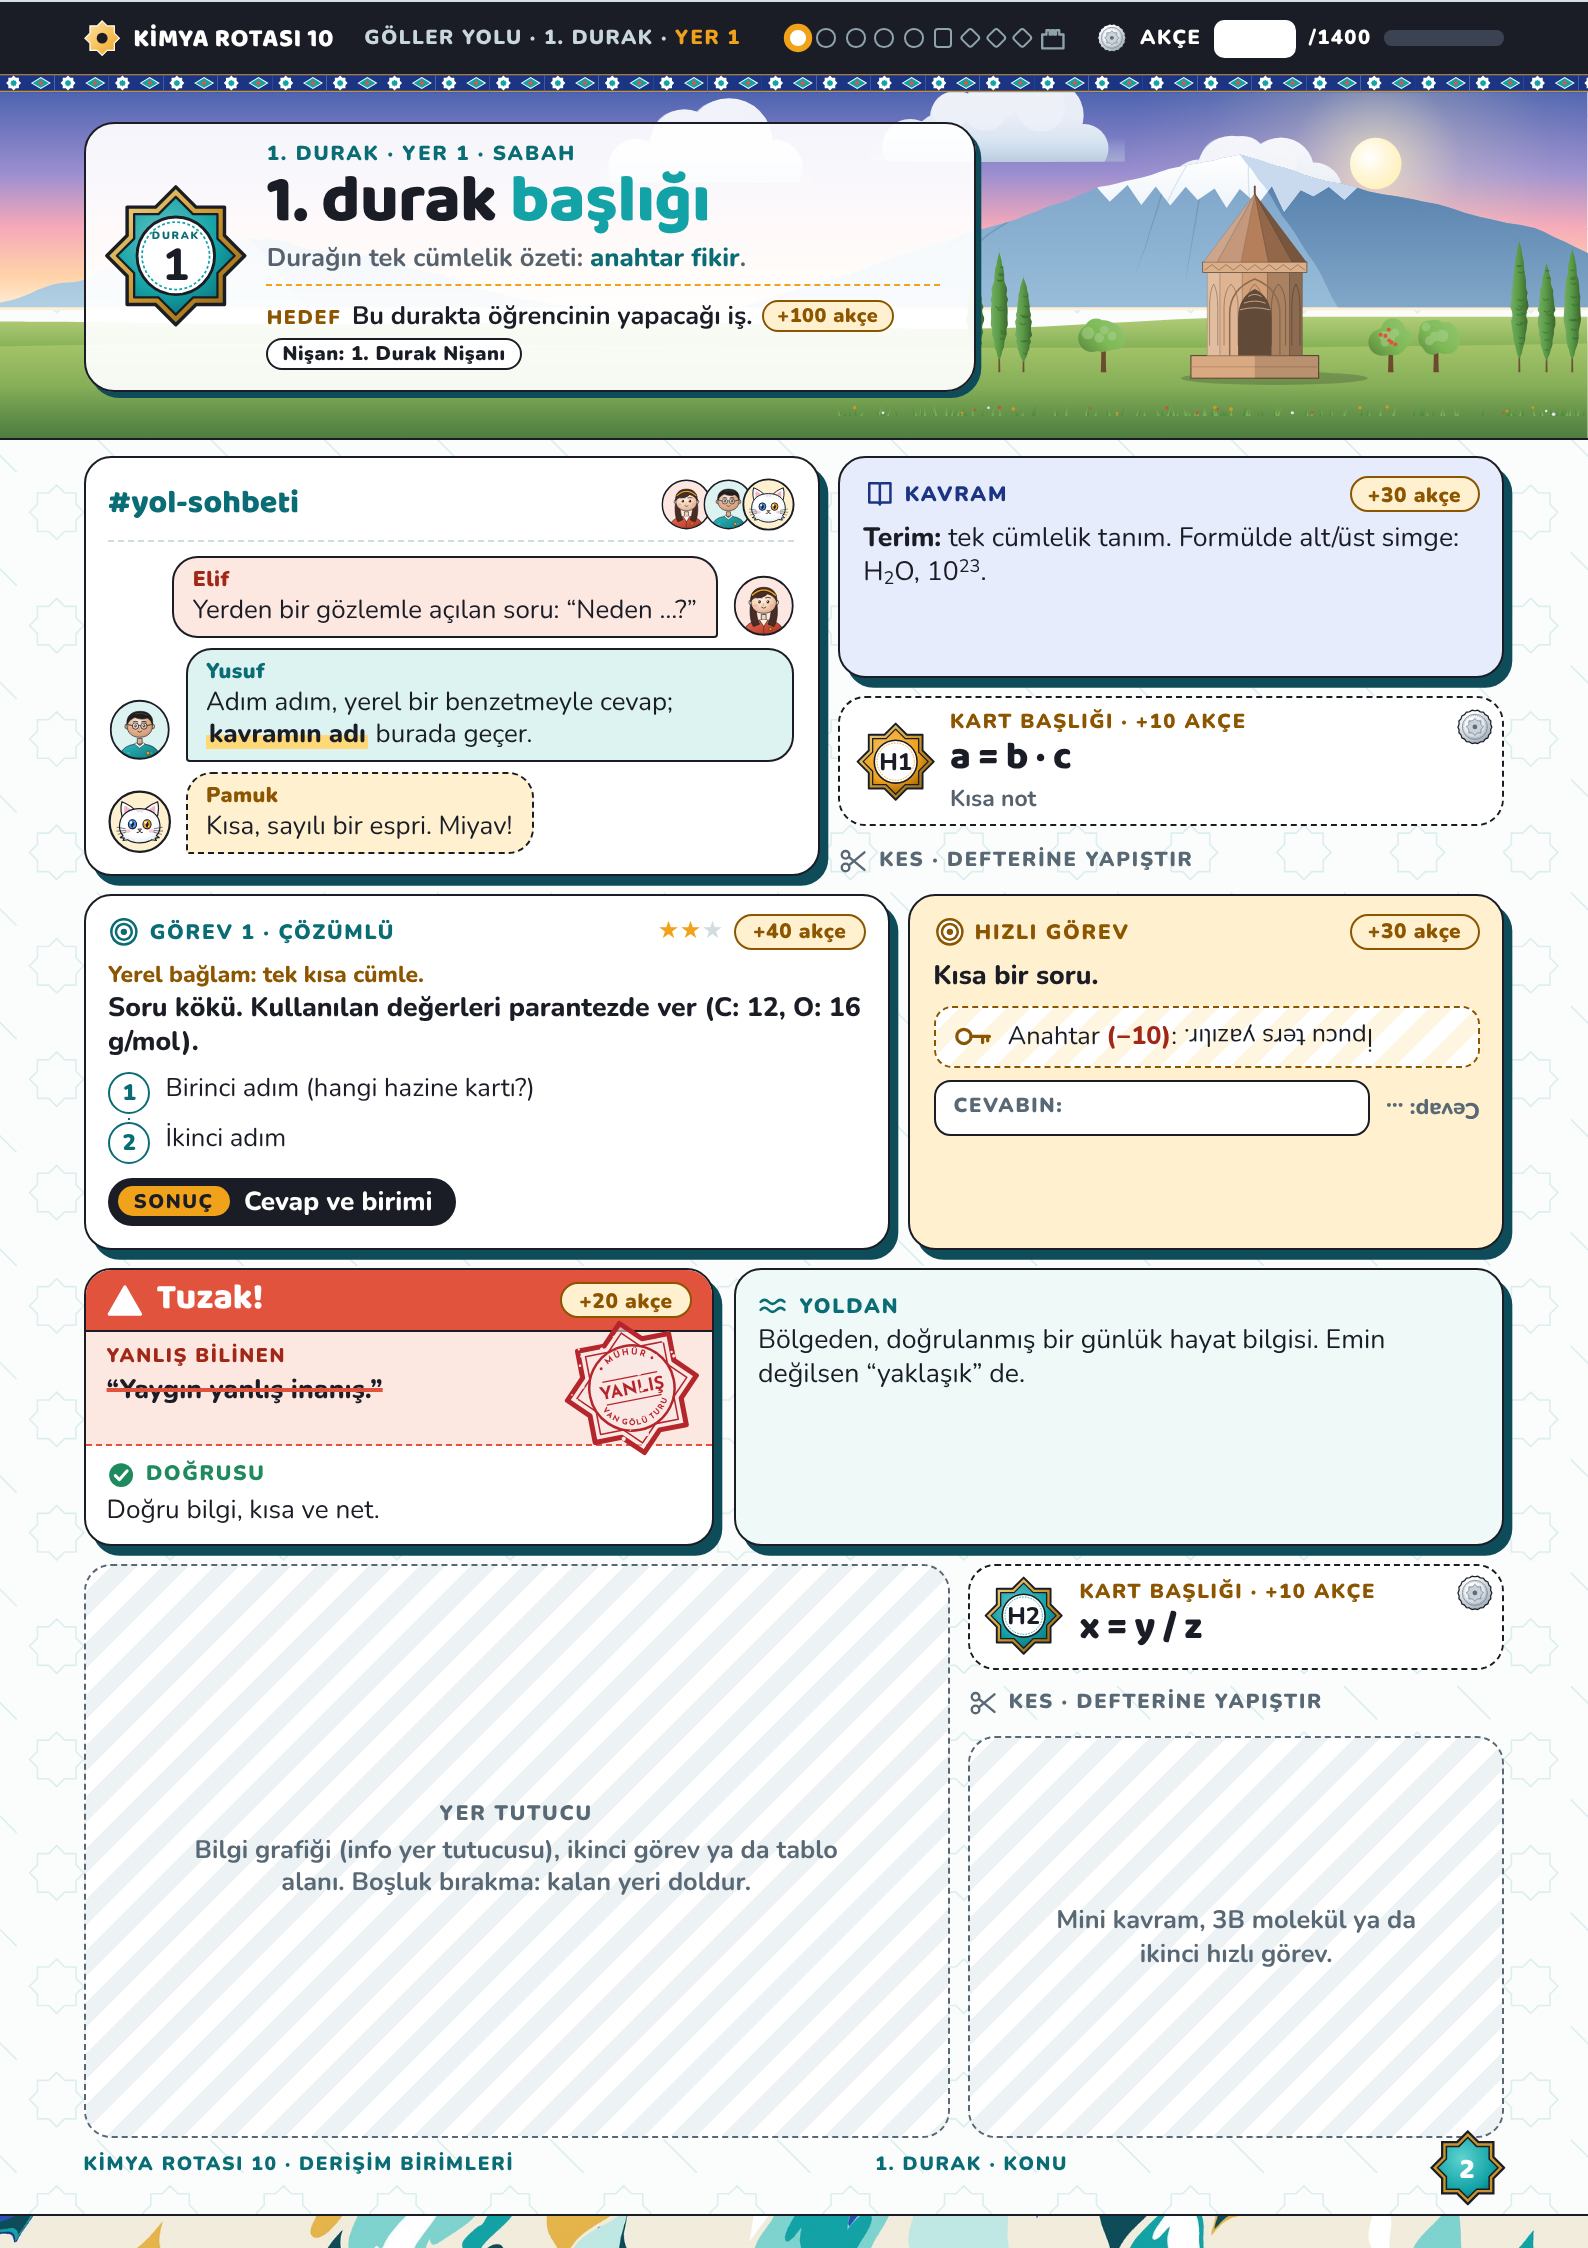 KİMYA ROTASI 10 GÖLLER YOLU · 1. DURAK · YER 1 AKÇE /1400
1. DURAK · YER 1 · SABAH
1. durak başlığı
DURAK
1
Durağın tek cümlelik özeti: anahtar fikir.
HEDEF Bu durakta öğrencinin yapacağı iş. +100 akçe
Nişan: 1. Durak Nişanı
#yol-sohbeti
Elif
Yerden bir gözlemle açılan soru: “Neden ...?”
Yusuf
Adım adım, yerel bir benzetmeyle cevap;
kavramın adı burada geçer.
Pamuk
Kısa, sayılı bir espri. Miyav!
KAVRAM +30 akçe
Terim: tek cümlelik tanım. Formülde alt/üst simge:
H₂O, 10²³.
H1
KART BAŞLIĞI · +10 AKÇE
a = b · c
Kısa not
KES · DEFTERİNE YAPIŞTIR
GÖREV 1 · ÇÖZÜMLÜ +40 akçe
Yerel bağlam: tek kısa cümle.
Soru kökü. Kullanılan değerleri parantezde ver (C: 12, O: 16
g/mol).
1 Birinci adım (hangi hazine kartı?)
2 İkinci adım
SONUÇ Cevap ve birimi
HIZLI GÖREV +30 akçe
Kısa bir soru.
Anahtar (−10): İpucu ters yazılır.
CEVABIN: Cevap: ...
Tuzak! +20 akçe
YANLIŞ BİLİNEN
“Yaygın yanlış inanış.”
• MÜHÜR •
YANLIŞ
VAN GÖLÜ TURU
DOĞRUSU
Doğru bilgi, kısa ve net.
YOLDAN
Bölgeden, doğrulanmış bir günlük hayat bilgisi. Emin
değilsen “yaklaşık” de.
YER TUTUCU
Bilgi grafiği (info yer tutucusu), ikinci görev ya da tablo
alanı. Boşluk bırakma: kalan yeri doldur.
H2
KART BAŞLIĞI · +10 AKÇE
x = y / z
KES · DEFTERİNE YAPIŞTIR
Mini kavram, 3B molekül ya da
ikinci hızlı görev.
KİMYA ROTASI 10 · DERİŞİM BİRİMLERİ 1. DURAK · KONU 2